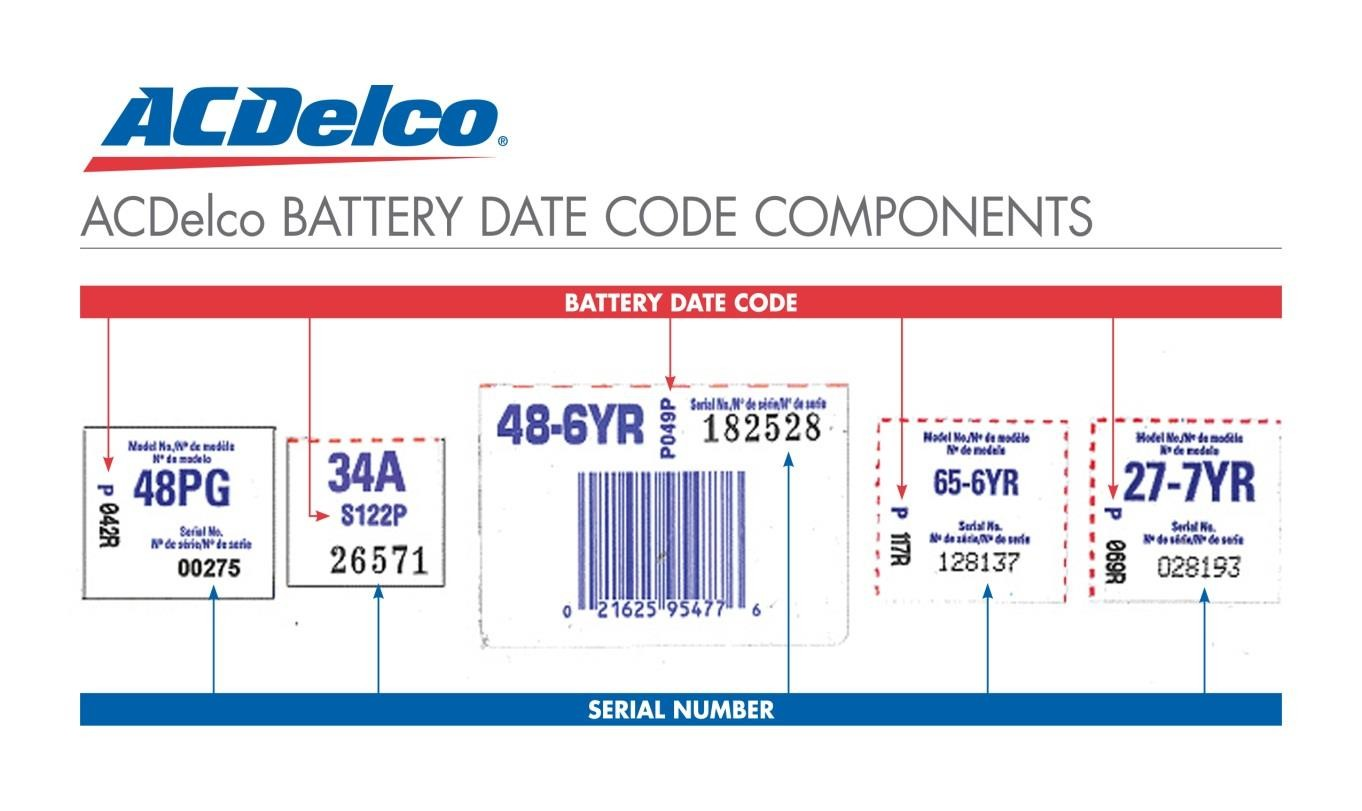 ACDelco®
ACDelco BATTERY DATE CODE COMPONENTS
BATTERY DATE CODE
Model No./Nº de modèle
Nº de modelo
48PG
P 042R
Serial No.
Nº de série/Nº de serie
00275
34A
S122P
26571
48-6YR
P049P
Serial No./Nº de série/Nº de serie
182528
0 21625 95477 6
Model No./Nº de modèle
Nº de modelo
65-6YR
P 117R
Serial No.
Nº de série/Nº de serie
128137
Model No./Nº de modèle
Nº de modelo
27-7YR
P 069R
Serial No.
Nº de série/Nº de serie
028193
SERIAL NUMBER